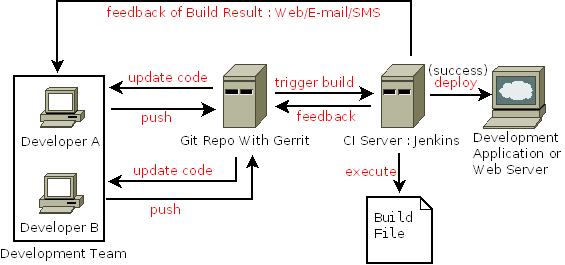 feedback of Build Result : Web/E-mail/SMS
update code
trigger build
(success)
deploy
push
feedback
Developer A
Git Repo With Gerrit
CI Server : Jenkins
Development
Application or
Web Server
update code
execute
push
Developer B
Build
File
Development Team